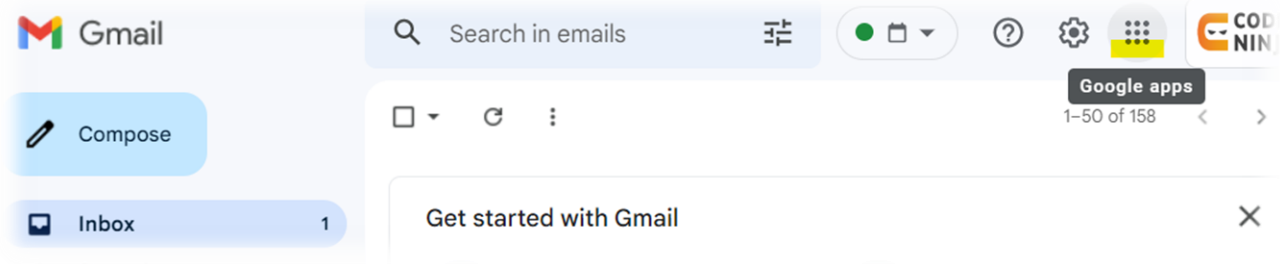 Gmail
Search in emails
Google apps
Compose
1–50 of 158
Inbox
1
Get started with Gmail